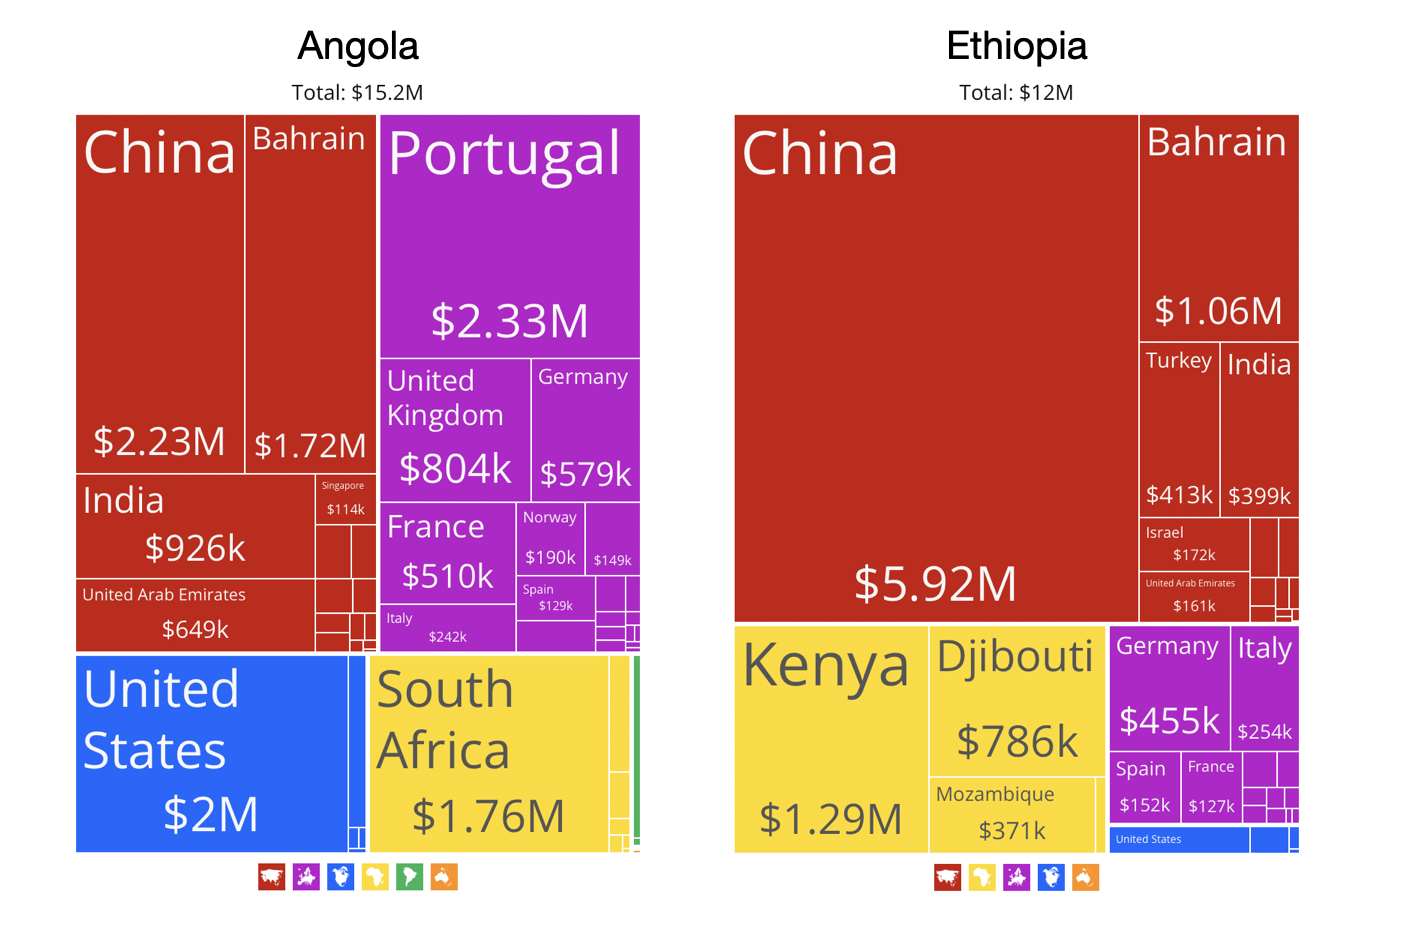 Angola
Total: $15.2M
China
$2.23M
Bahrain
$1.72M
India
$926k
Singapore
$114k
United Arab Emirates
$649k
Portugal
$2.33M
United
Kingdom
$804k
Germany
$579k
France
$510k
Norway
$190k
$149k
Spain
$129k
Italy
$242k
United
States
$2M
South
Africa
$1.76M
Ethiopia
Total: $12M
China
$5.92M
Bahrain
$1.06M
Turkey
$413k
India
$399k
Israel
$172k
United Arab Emirates
$161k
Kenya
$1.29M
Djibouti
$786k
Mozambique
$371k
Germany
$455k
Italy
$254k
Spain
$152k
France
$127k
United States